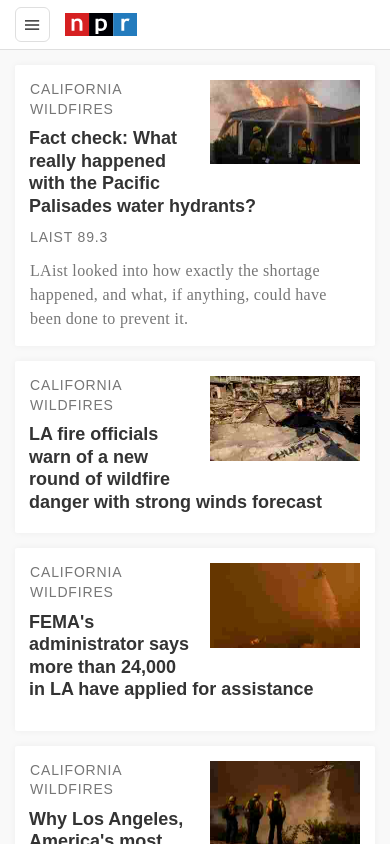 npr
CALIFORNIA
WILDFIRES
Fact check: What
really happened
with the Pacific
Palisades water hydrants?
LAIST 89.3
LAist looked into how exactly the shortage
happened, and what, if anything, could have
been done to prevent it.
CALIFORNIA
WILDFIRES
LA fire officials
warn of a new
round of wildfire
danger with strong winds forecast
CALIFORNIA
WILDFIRES
FEMA's
administrator says
more than 24,000
in LA have applied for assistance
CALIFORNIA
WILDFIRES
Why Los Angeles,
America's most